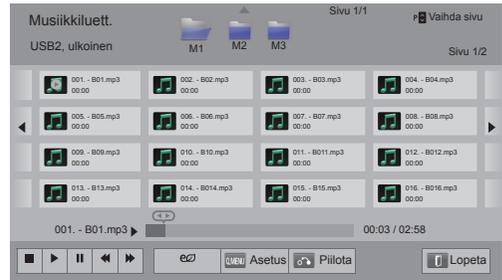 Musiikkiluett.
Sivu 1/1
P Vaihda sivu
USB2, ulkoinen
M1 M2 M3
Sivu 1/2
001. - B01.mp3
00:00
002. - B02.mp3
00:00
003. - B03.mp3
00:00
004. - B04.mp3
00:00
005. - B05.mp3
00:00
006. - B06.mp3
00:00
007. - B07.mp3
00:00
008. - B08.mp3
00:00
009. - B09.mp3
00:00
010. - B10.mp3
00:00
011. - B011.mp3
00:00
012. - B012.mp3
00:00
013. - B13.mp3
00:00
014. - B014.mp3
00:00
015. - B15.mp3
00:00
016. - B016.mp3
00:00
001. - B01.mp3 00:03 / 02:58
Q.MENU Asetus Piilota Lopeta